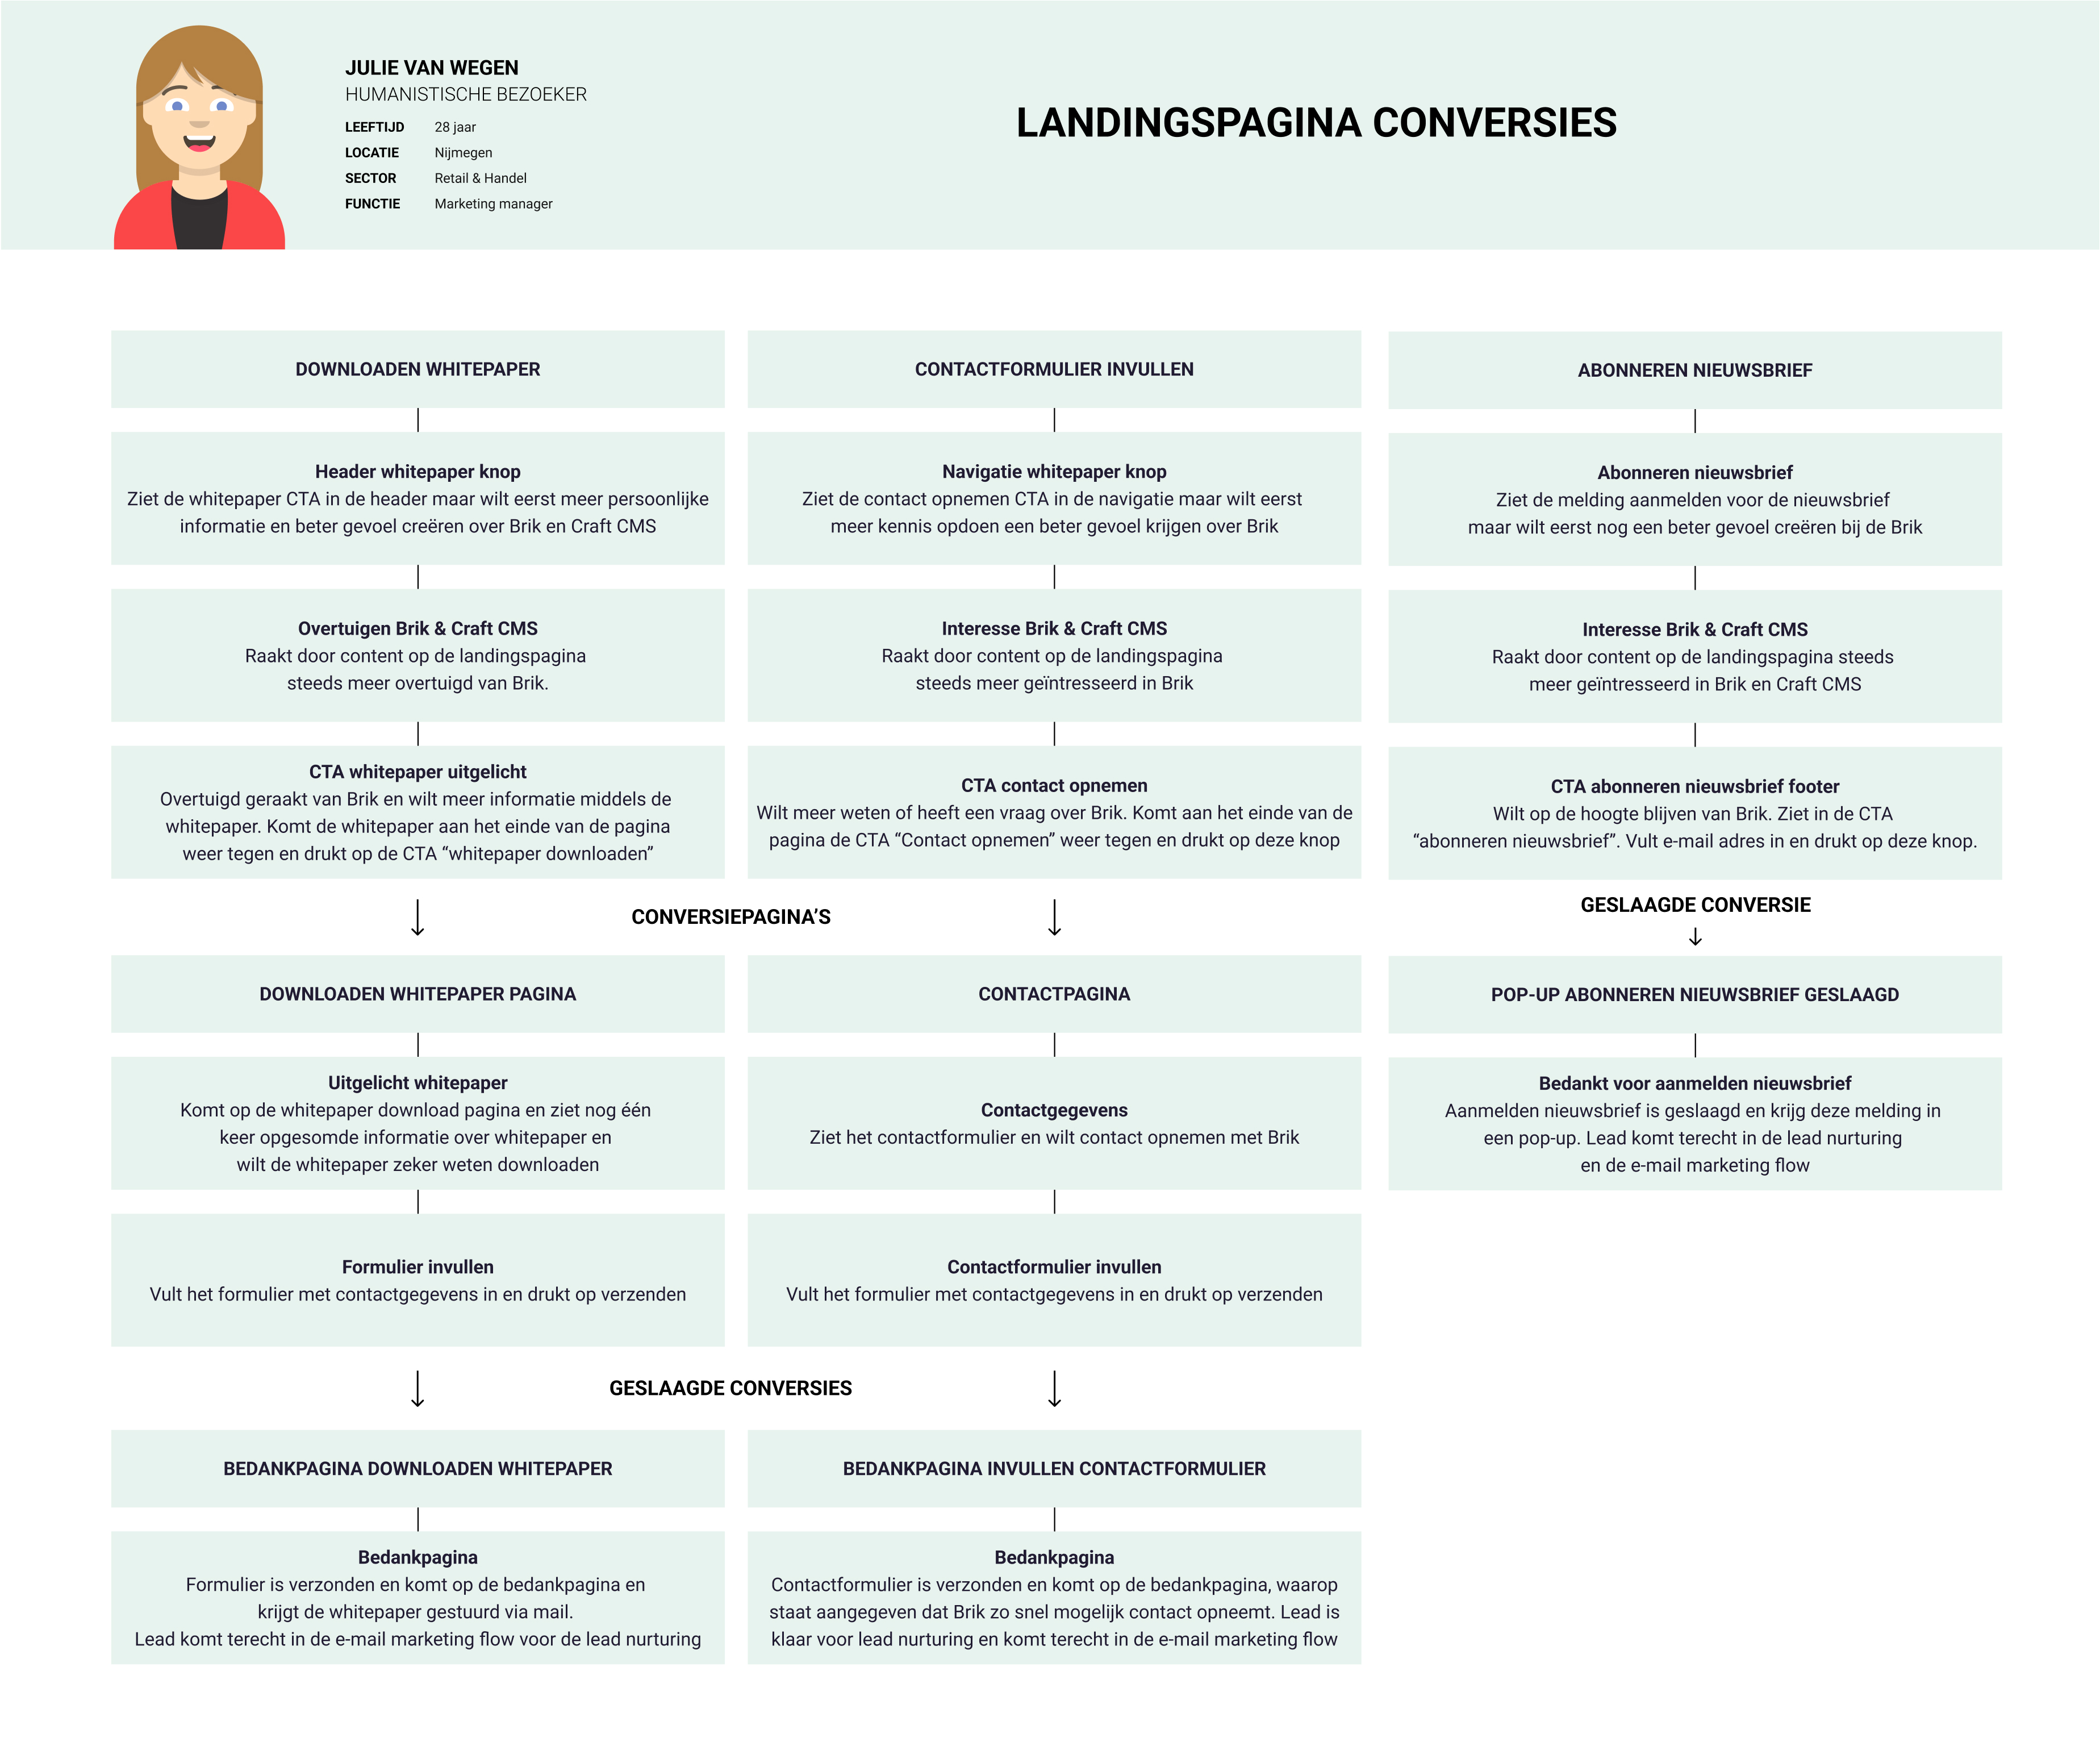 JULIE VAN WEGEN
HUMANISTISCHE BEZOEKER
LEEFTIJD 28 jaar
LOCATIE Nijmegen
SECTOR Retail & Handel
FUNCTIE Marketing manager
LANDINGSPAGINA CONVERSIES
DOWNLOADEN WHITEPAPER
Header whitepaper knop
Ziet de whitepaper CTA in de header maar wilt eerst meer persoonlijke
informatie en beter gevoel creëren over Brik en Craft CMS
Overtuigen Brik & Craft CMS
Raakt door content op de landingspagina
steeds meer overtuigd van Brik.
CTA whitepaper uitgelicht
Overtuigd geraakt van Brik en wilt meer informatie middels de
whitepaper. Komt de whitepaper aan het einde van de pagina
weer tegen en drukt op de CTA “whitepaper downloaden”
CONTACTFORMULIER INVULLEN
Navigatie whitepaper knop
Ziet de contact opnemen CTA in de navigatie maar wilt eerst
meer kennis opdoen een beter gevoel krijgen over Brik
Interesse Brik & Craft CMS
Raakt door content op de landingspagina
steeds meer geïntresseerd in Brik
CTA contact opnemen
Wilt meer weten of heeft een vraag over Brik. Komt aan het einde van de
pagina de CTA “Contact opnemen” weer tegen en drukt op deze knop
ABONNEREN NIEUWSBRIEF
Abonneren nieuwsbrief
Ziet de melding aanmelden voor de nieuwsbrief
maar wilt eerst nog een beter gevoel creëren bij de Brik
Interesse Brik & Craft CMS
Raakt door content op de landingspagina steeds
meer geïntresseerd in Brik en Craft CMS
CTA abonneren nieuwsbrief footer
Wilt op de hoogte blijven van Brik. Ziet in de CTA
“abonneren nieuwsbrief”. Vult e-mail adres in en drukt op deze knop.
CONVERSIEPAGINA’S
DOWNLOADEN WHITEPAPER PAGINA
Uitgelicht whitepaper
Komt op de whitepaper download pagina en ziet nog één
keer opgesomde informatie over whitepaper en
wilt de whitepaper zeker weten downloaden
Formulier invullen
Vult het formulier met contactgegevens in en drukt op verzenden
CONTACTPAGINA
Contactgegevens
Ziet het contactformulier en wilt contact opnemen met Brik
Contactformulier invullen
Vult het formulier met contactgegevens in en drukt op verzenden
GESLAAGDE CONVERSIE
POP-UP ABONNEREN NIEUWSBRIEF GESLAAGD
Bedankt voor aanmelden nieuwsbrief
Aanmelden nieuwsbrief is geslaagd en krijg deze melding in
een pop-up. Lead komt terecht in de lead nurturing
en de e-mail marketing flow
GESLAAGDE CONVERSIES
BEDANKPAGINA DOWNLOADEN WHITEPAPER
Bedankpagina
Formulier is verzonden en komt op de bedankpagina en
krijgt de whitepaper gestuurd via mail.
Lead komt terecht in de e-mail marketing flow voor de lead nurturing
BEDANKPAGINA INVULLEN CONTACTFORMULIER
Bedankpagina
Contactformulier is verzonden en komt op de bedankpagina, waarop
staat aangegeven dat Brik zo snel mogelijk contact opneemt. Lead is
klaar voor lead nurturing en komt terecht in de e-mail marketing flow